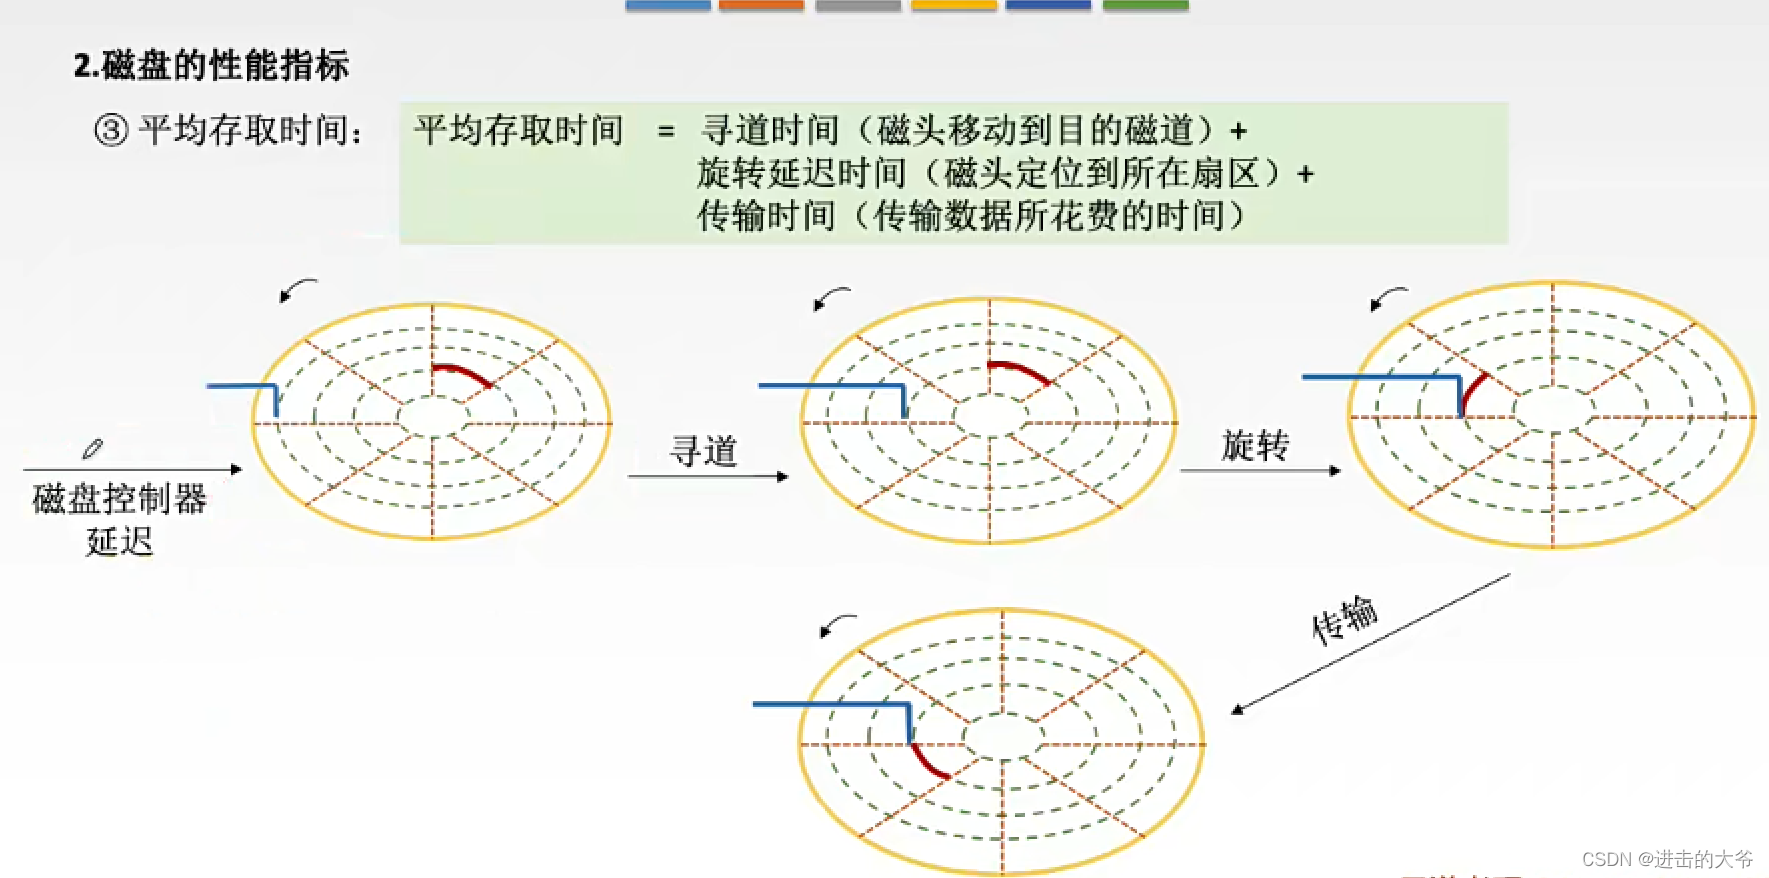 2.磁盘的性能指标
③ 平均存取时间：
平均存取时间 = 寻道时间（磁头移动到目的磁道）+
旋转延迟时间（磁头定位到所在扇区）+
传输时间（传输数据所花费的时间）
磁盘控制器
延迟
寻道
旋转
传输
CSDN @进击的大爷